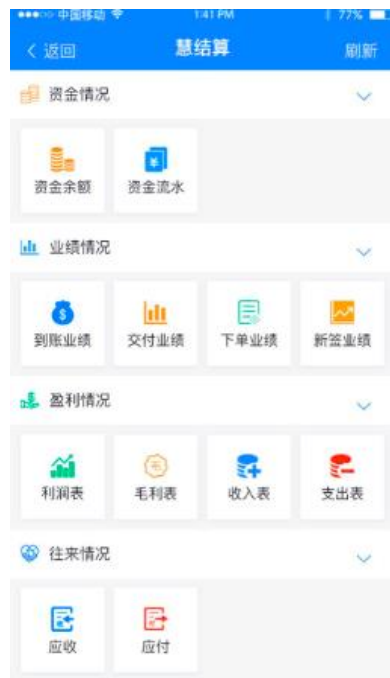 中国移动 1:41 PM 77%
返回 慧结算 刷新
资金情况
资金余额 资金流水
业绩情况
到账业绩 交付业绩 下单业绩 新签业绩
盈利情况
利润表 毛利表 收入表 支出表
往来情况
应收 应付